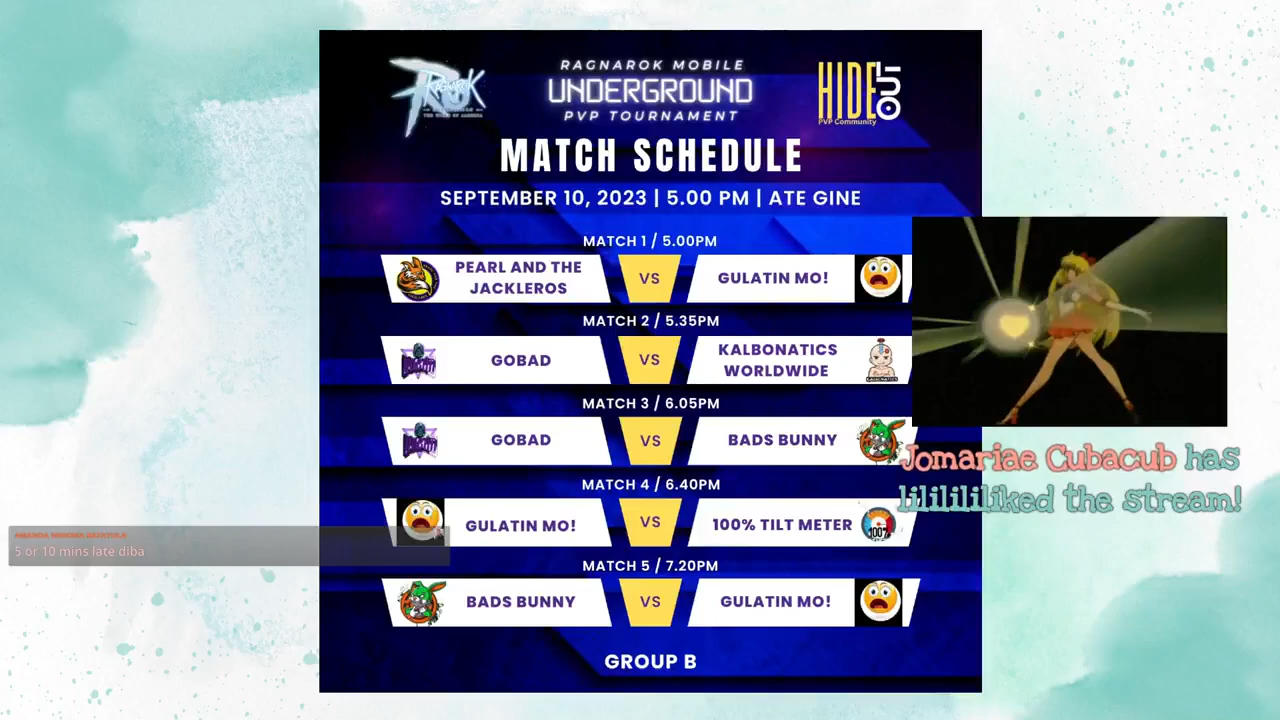 RAGNAROK
RAGNAROK MOBILE
UNDERGROUND
PVP TOURNAMENT
HIDE OUT
PVP Community
MATCH SCHEDULE
SEPTEMBER 10, 2023 | 5.00 PM | ATE GINE
MATCH 1 / 5.00PM
PEARL AND THE
JACKLEROS
VS
GULATIN MO!
MATCH 2 / 5.35PM
GOBAD
VS
KALBONATICS
WORLDWIDE
MATCH 3 / 6.05PM
GOBAD
VS
BADS BUNNY
Jomariae Cubacub has
lilililiked the stream!
MATCH 4 / 6.40PM
GULATIN MO!
VS
100% TILT METER
100%
5 or 10 mins late diba
MATCH 5 / 7.20PM
BADS BUNNY
VS
GULATIN MO!
GROUP B